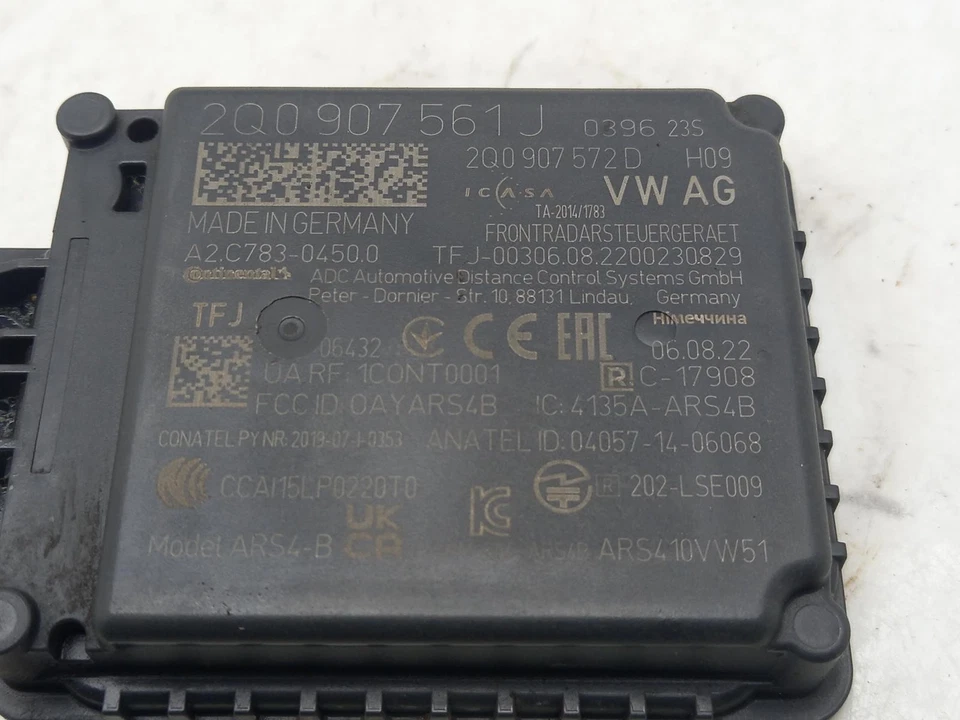 2Q0 907 561 J 0396 23S
2Q0 907 572 D H09
ICASA VW AG
TA-2014/1783
MADE IN GERMANY FRONTRADARSTEUERGERAET
A2.C783-0450.0 TFJ-00306.08.2200230829
Continental ADC Automotive Distance Control Systems GmbH
Peter - Dornier - Str. 10, 88131 Lindau, Germany
TFJ Німеччина
06432 CE EAC 06.08.22
UA.RF. 1CONT0001 R C-17908
FCC ID: OAYARS4B IC: 4135A-ARS4B
CONATEL PY NR: 2019-07-I-0353 ANATEL ID: 04057-14-06068
CCAI15LP0220T0 R 202-LSE009
UK
CA
Model ARS4-B ARS4B ARS410VW51